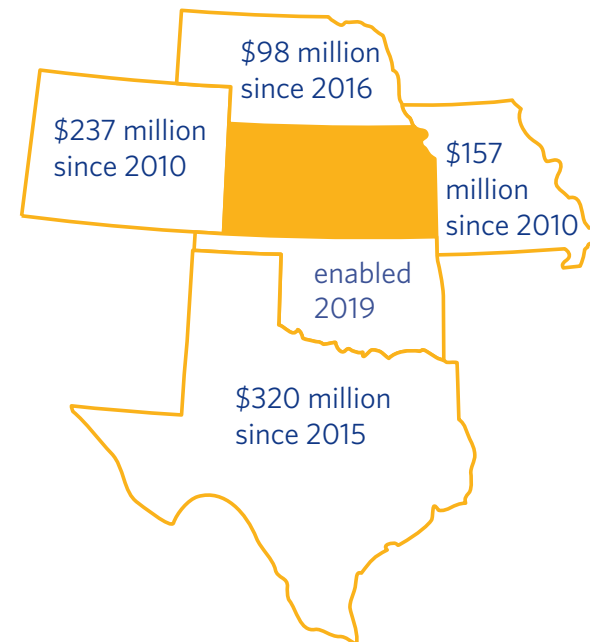 $98 million
since 2016
$237 million
since 2010
$157
million
since 2010
enabled
2019
$320 million
since 2015